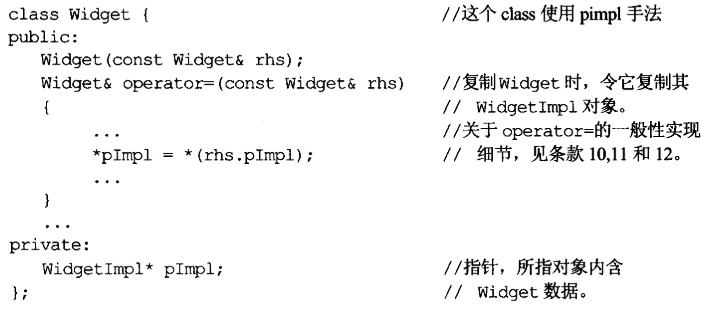 class Widget { //这个 class 使用 pimpl 手法
public:
Widget(const Widget& rhs);
Widget& operator=(const Widget& rhs) //复制Widget 时，令它复制其
{ // WidgetImpl 对象。
... //关于 operator=的一般性实现
*pImpl = *(rhs.pImpl); // 细节，见条款 10,11 和 12。
...
}
...
private:
WidgetImpl* pImpl; //指针，所指对象内含
}; // Widget 数据。